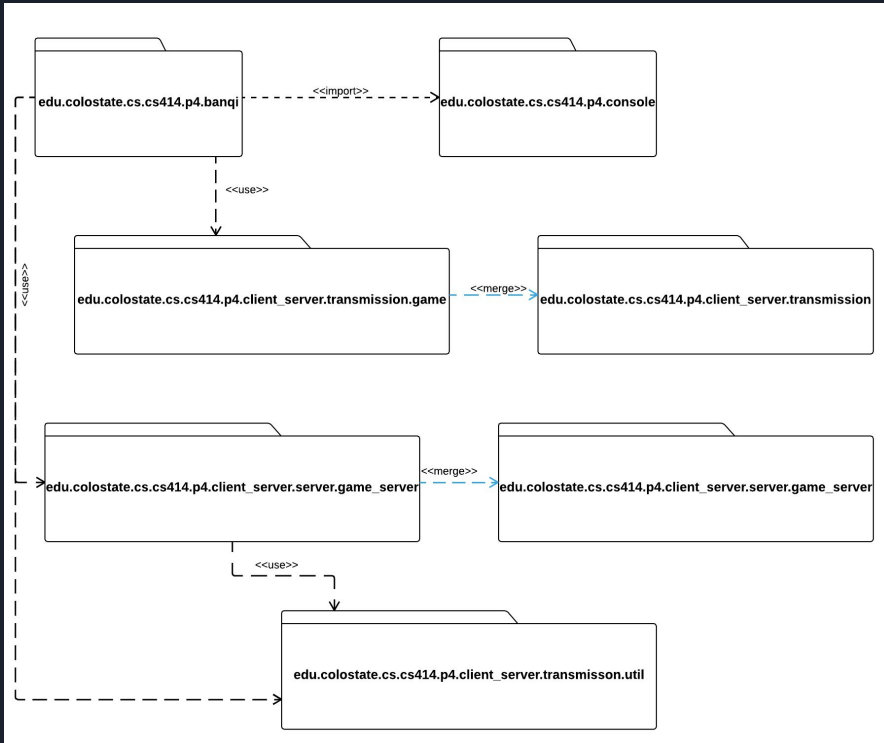 <<import>>
edu.colostate.cs.cs414.p4.banqi
edu.colostate.cs.cs414.p4.console
<<use>>
<<use>>
<<merge>>
edu.colostate.cs.cs414.p4.client_server.transmission.game
edu.colostate.cs.cs414.p4.client_server.transmission
<<merge>>
edu.colostate.cs.cs414.p4.client_server.server.game_server
edu.colostate.cs.cs414.p4.client_server.server.game_server
<<use>>
edu.colostate.cs.cs414.p4.client_server.transmisson.util